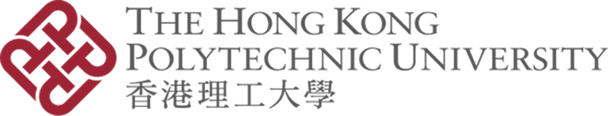 THE HONG KONG
POLYTECHNIC UNIVERSITY
香港理工大學